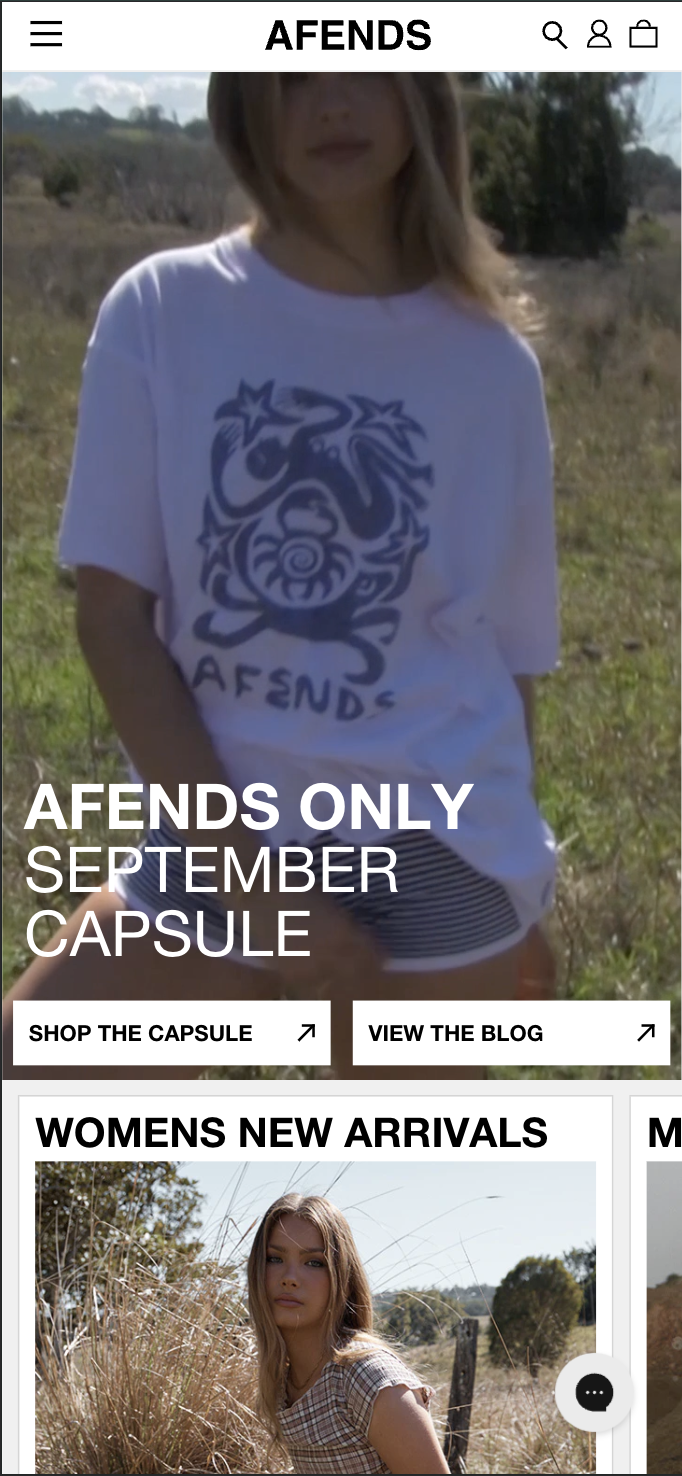 AFENDS
AFENDS
AFENDS ONLY
SEPTEMBER
CAPSULE
SHOP THE CAPSULE
VIEW THE BLOG
WOMENS NEW ARRIVALS
M